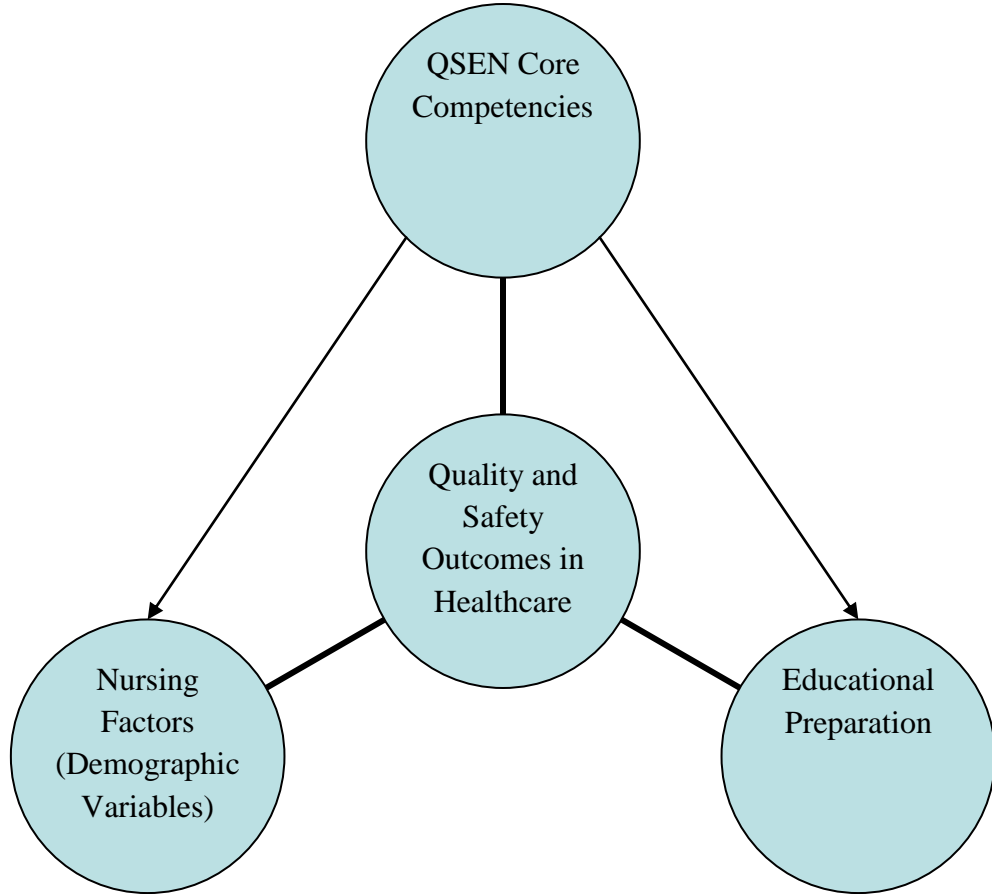 QSEN Core
Competencies
Quality and
Safety
Outcomes in
Healthcare
Nursing
Factors
(Demographic
Variables)
Educational
Preparation